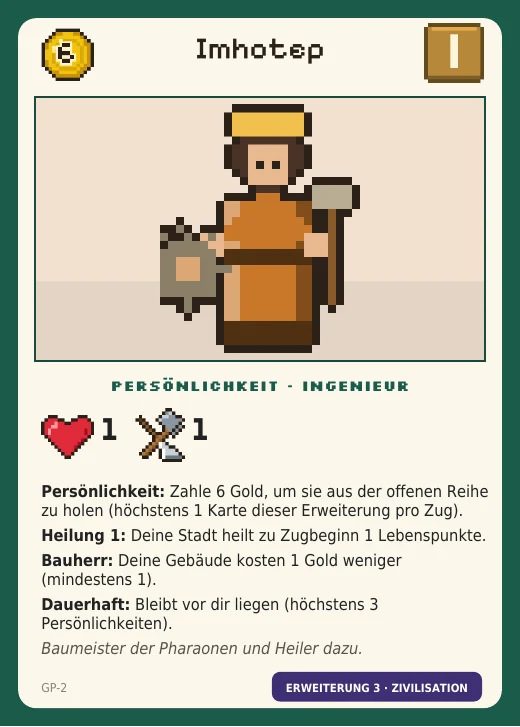 6
Imhotep
I
PERSÖNLICHKEIT · INGENIEUR
1
1
Persönlichkeit: Zahle 6 Gold, um sie aus der offenen Reihe
zu holen (höchstens 1 Karte dieser Erweiterung pro Zug).
Heilung 1: Deine Stadt heilt zu Zugbeginn 1 Lebenspunkte.
Bauherr: Deine Gebäude kosten 1 Gold weniger
(mindestens 1).
Dauerhaft: Bleibt vor dir liegen (höchstens 3
Persönlichkeiten).
Baumeister der Pharaonen und Heiler dazu.
GP-2
ERWEITERUNG 3 · ZIVILISATION